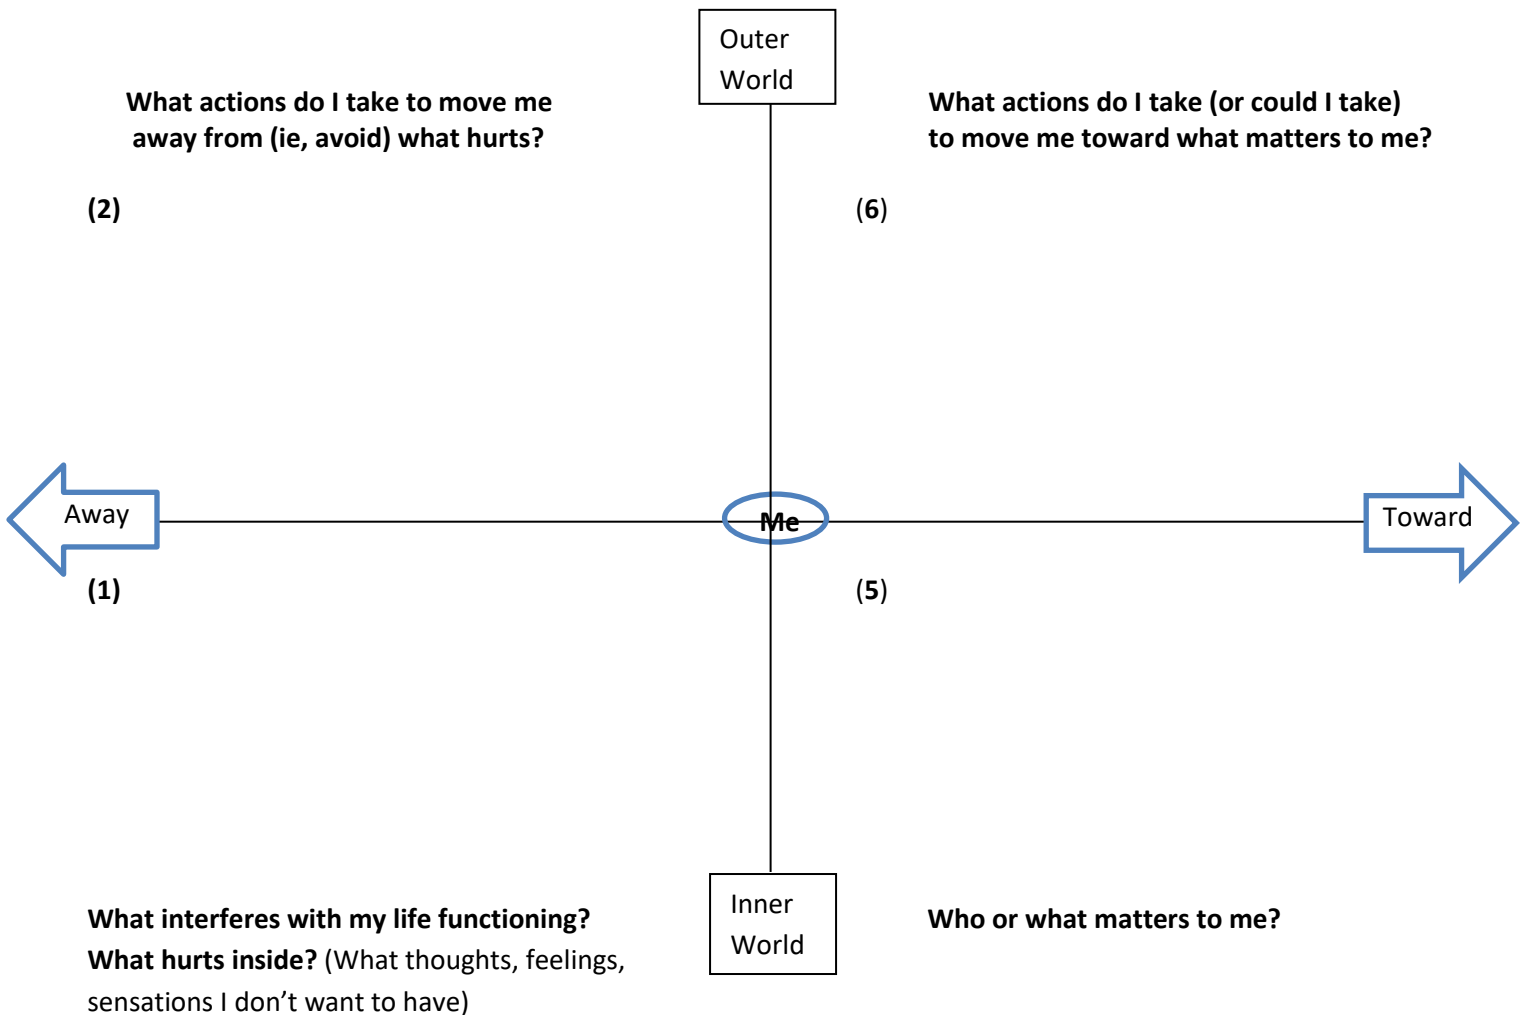 Outer
World
What actions do I take to move me
away from (ie, avoid) what hurts?
What actions do I take (or could I take)
to move me toward what matters to me?
(2)
(6)
Away
Me
Toward
(1)
(5)
What interferes with my life functioning?
What hurts inside? (What thoughts, feelings,
sensations I don’t want to have)
Inner
World
Who or what matters to me?